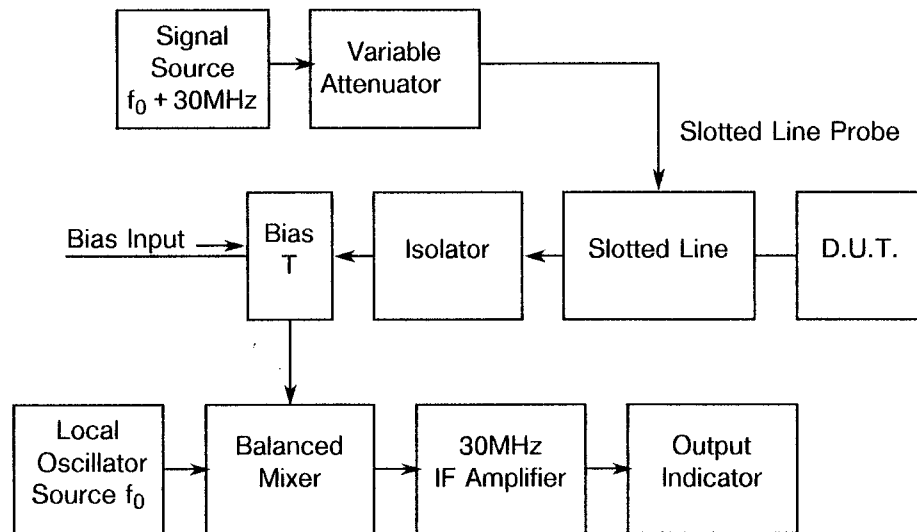 Signal
Source
f₀ + 30MHz
Variable
Attenuator
Slotted Line Probe
Bias Input
Bias
T
Isolator
Slotted Line
D.U.T.
Local
Oscillator
Source f₀
Balanced
Mixer
30MHz
IF Amplifier
Output
Indicator